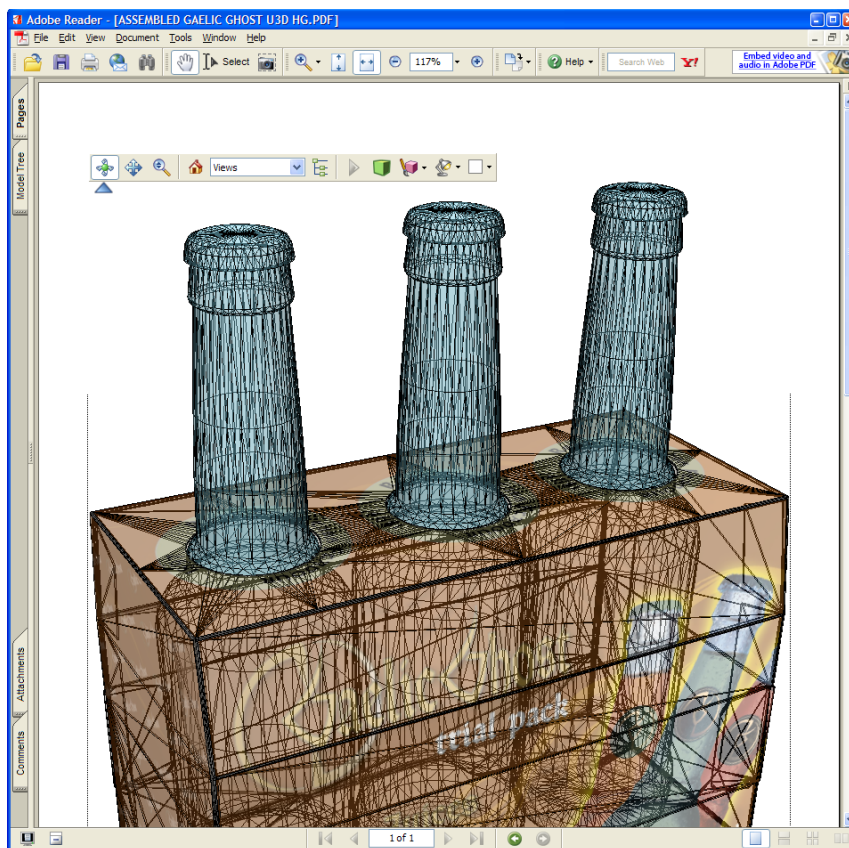 Adobe Reader - [ASSEMBLED GAELIC GHOST U3D HG.PDF]
File Edit View Document Tools Window Help
Select 117% Help Search Web Y! Embed video and
audio in Adobe PDF
Pages
Model Tree
Views
Gaelic Ghost
trial pack
Attachments
Comments
1 of 1